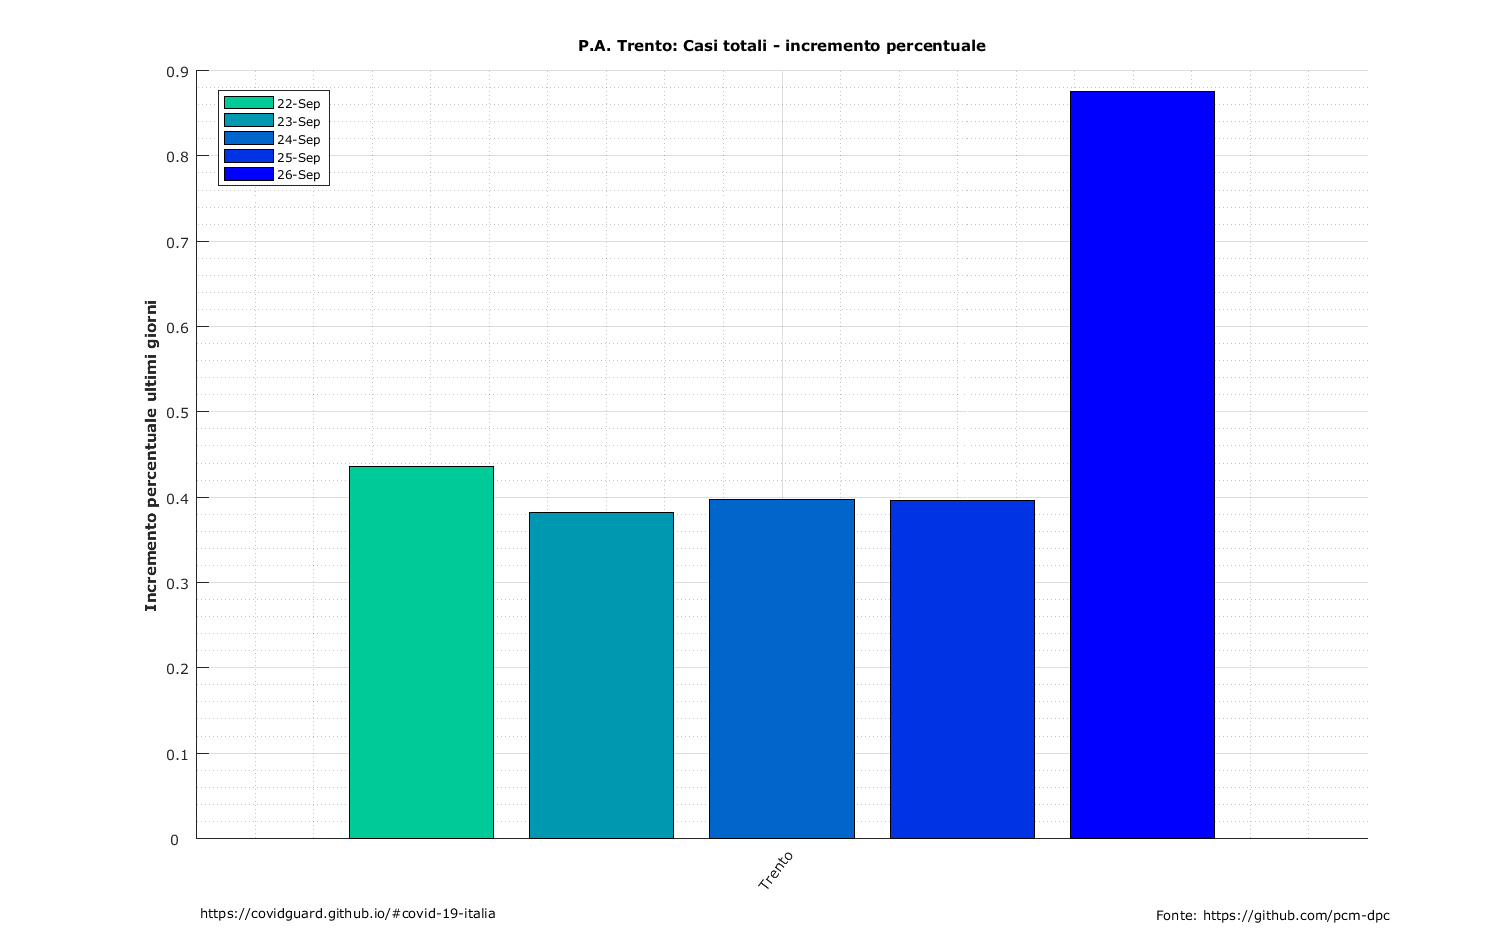 P.A. Trento: Casi totali - incremento percentuale
0.9
0.8
0.7
0.6
0.5
0.4
0.3
0.2
0.1
0
Incremento percentuale ultimi giorni
22-Sep
23-Sep
24-Sep
25-Sep
26-Sep
Trento
https://covidguard.github.io/#covid-19-italia
Fonte: https://github.com/pcm-dpc